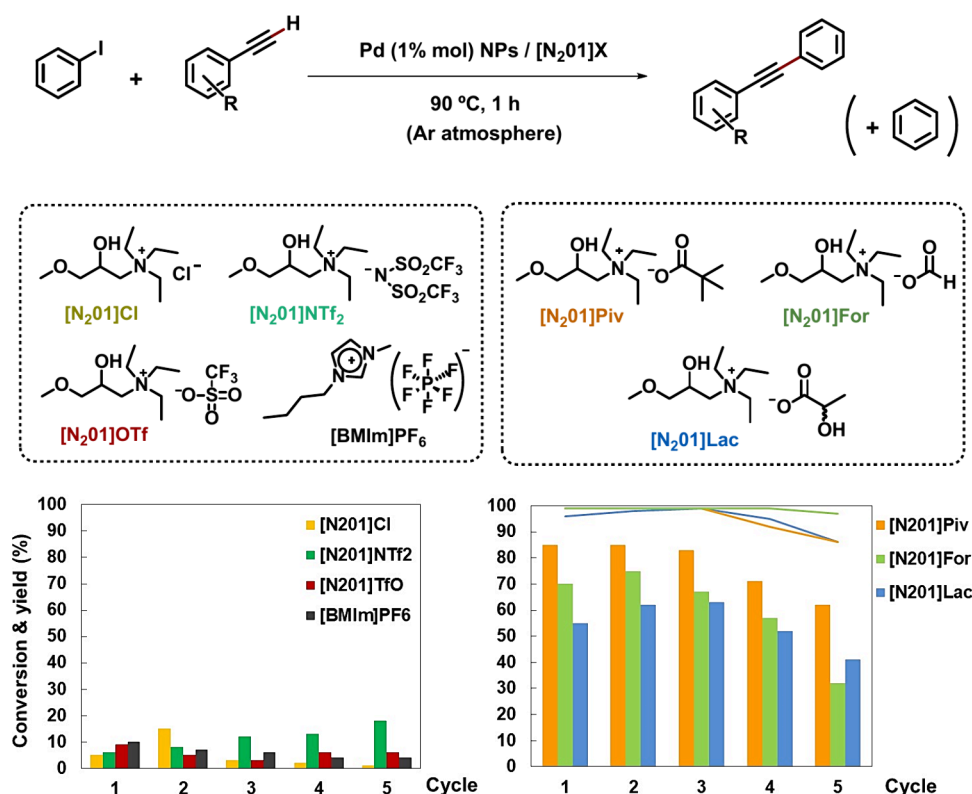 I
H
+
R
Pd (1% mol) NPs / [N₂01]X
90 ºC, 1 h
(Ar atmosphere)
R
( + )
OH
O
N
+
Cl⁻
[N₂01]Cl
OH
O
N
+
⁻N
SO₂CF₃
SO₂CF₃
[N₂01]NTf₂
OH
O
N
+
⁻O
S
CF₃
O
O
[N₂01]OTf
N
N
+
F
F
F
P
F
F
F
⁻
[BMIm]PF₆
OH
O
N
+
⁻O
O
[N₂01]Piv
OH
O
N
+
⁻O
O
H
[N₂01]For
OH
O
N
+
⁻O
O
OH
[N₂01]Lac
Conversion & yield (%)
100
90
80
70
60
50
40
30
20
10
0
[N201]Cl
[N201]NTf2
[N201]TfO
[BMIm]PF6
1 2 3 4 5 Cycle
100
90
80
70
60
50
40
30
20
10
0
[N201]Piv
[N201]For
[N201]Lac
1 2 3 4 5 Cycle